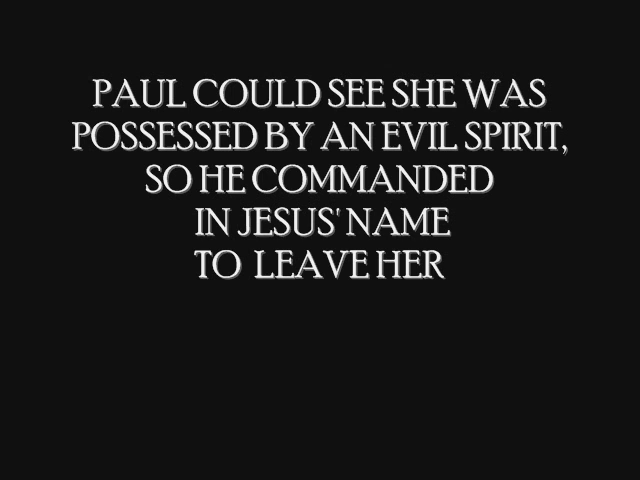 PAUL COULD SEE SHE WAS
POSSESSED BY AN EVIL SPIRIT,
SO HE COMMANDED
IN JESUS' NAME
TO LEAVE HER